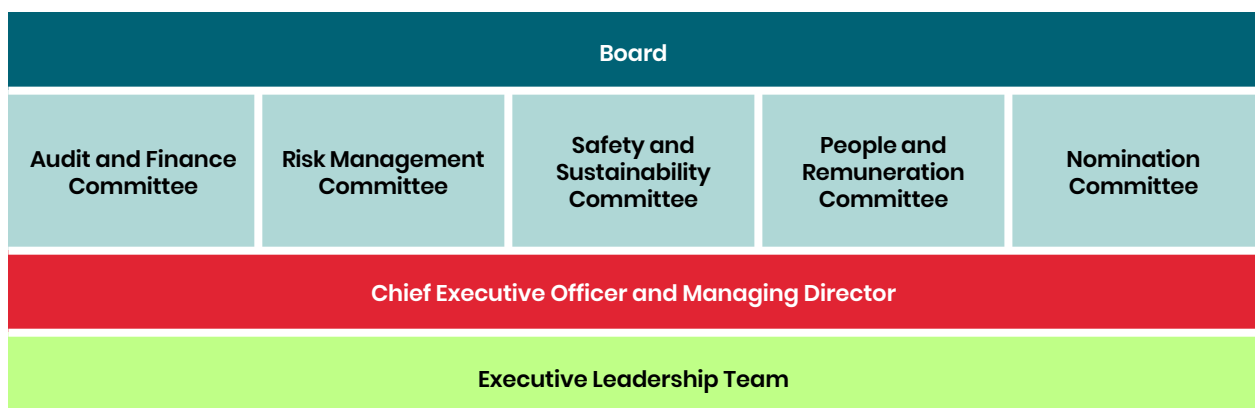 Board
Audit and Finance
Committee
Risk Management
Committee
Safety and
Sustainability
Committee
People and
Remuneration
Committee
Nomination
Committee
Chief Executive Officer and Managing Director
Executive Leadership Team